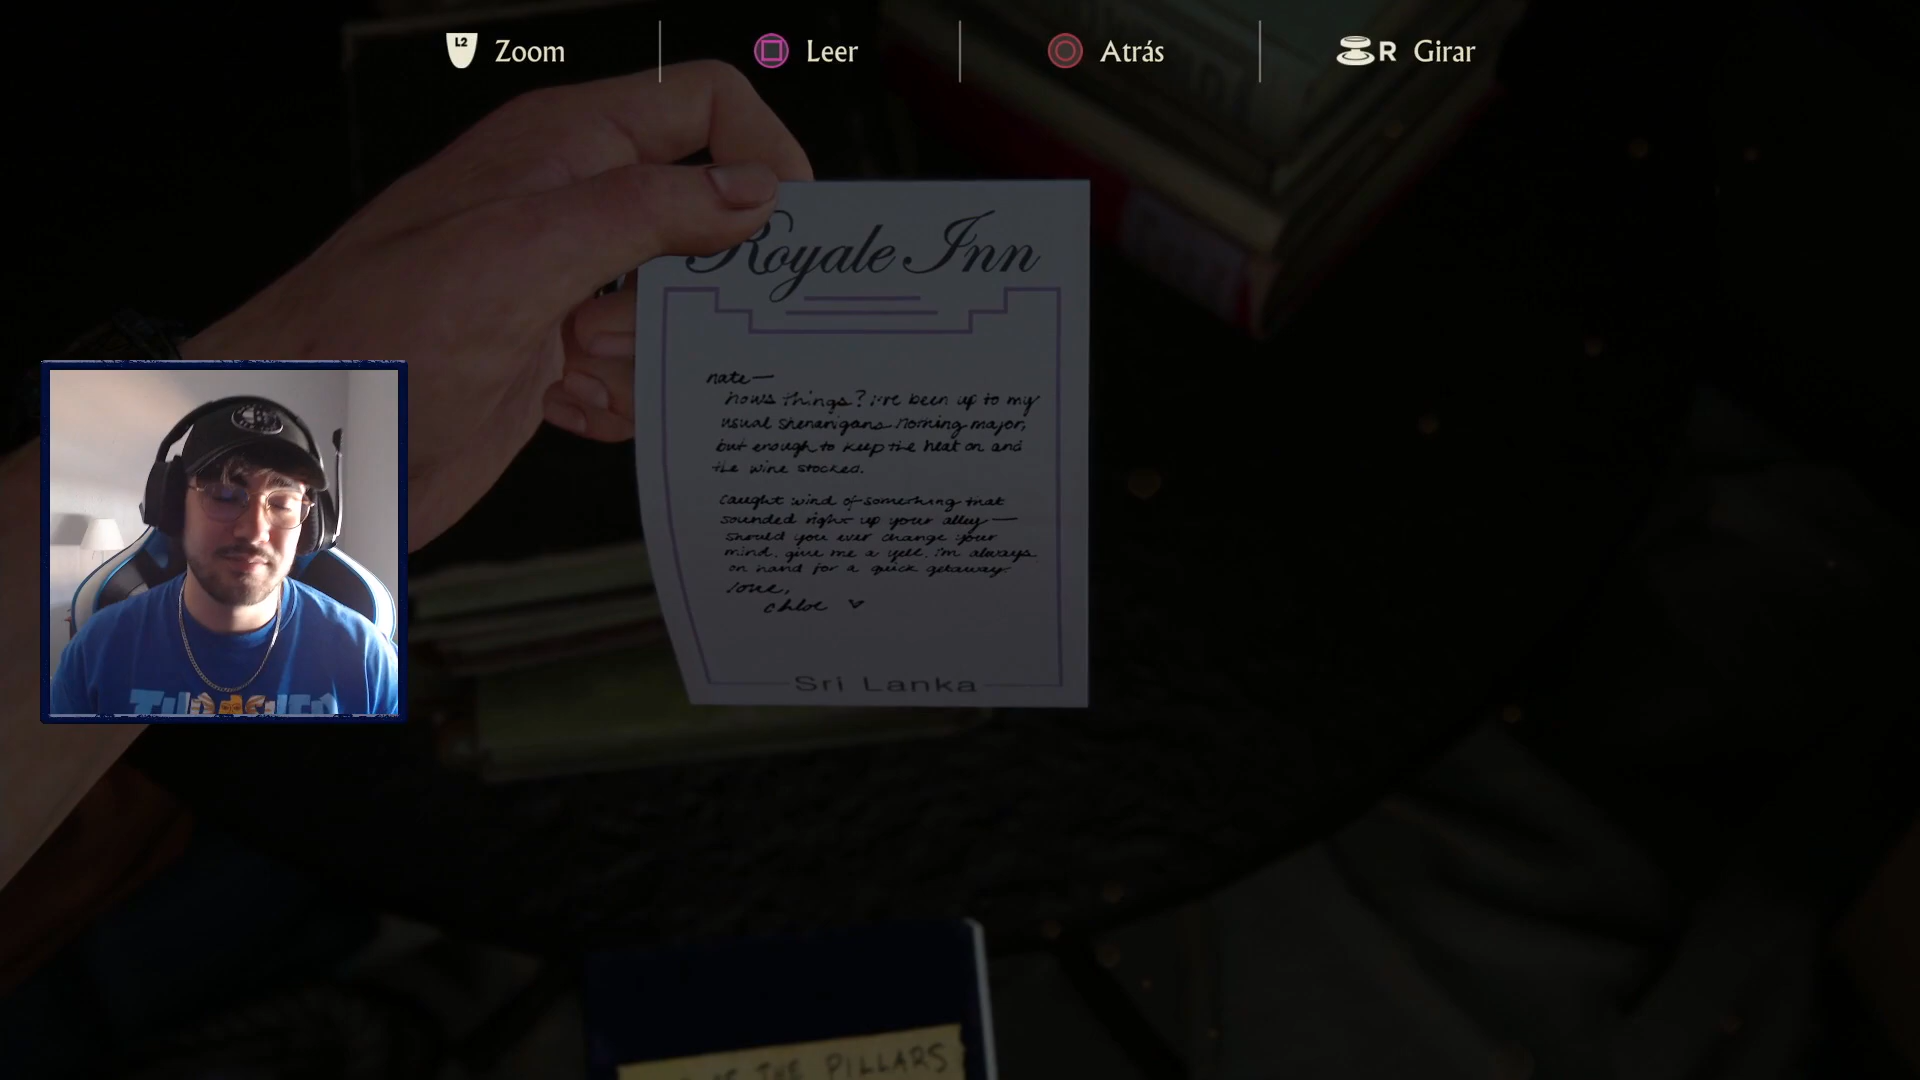 L2 Zoom
Leer
Atrás
R Girar
Royale Inn
nate—
how's things? i've been up to my
usual shenanigans. Nothing major,
but enough to keep the heat on and
the wine stocked.
caught wind of something that
sounded right up your alley—
should you ever change your
mind, give me a yell. i'm always
on hand for a quick getaway.
love,
chloe
Sri Lanka
OF THE PILLARS